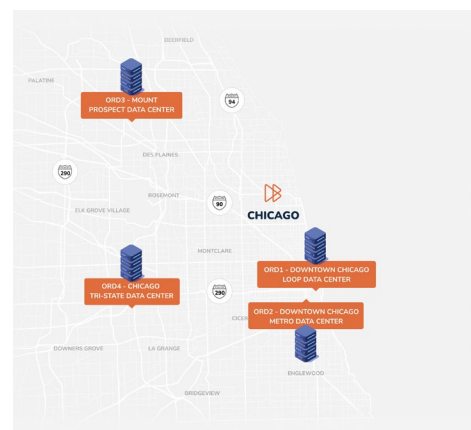 DEERFIELD
PALATINE
ORD3 - MOUNT
PROSPECT DATA CENTER
94
DES PLAINES
290
ROSEMONT
90
ELK GROVE VILLAGE
CHICAGO
MONTCLARE
ORD1 - DOWNTOWN CHICAGO
LOOP DATA CENTER
ORD4 - CHICAGO
TRI-STATE DATA CENTER
290
ORD2 - DOWNTOWN CHICAGO
METRO DATA CENTER
DOWNERS GROVE
LA GRANGE
ENGLEWOOD
BRIDGEVIEW